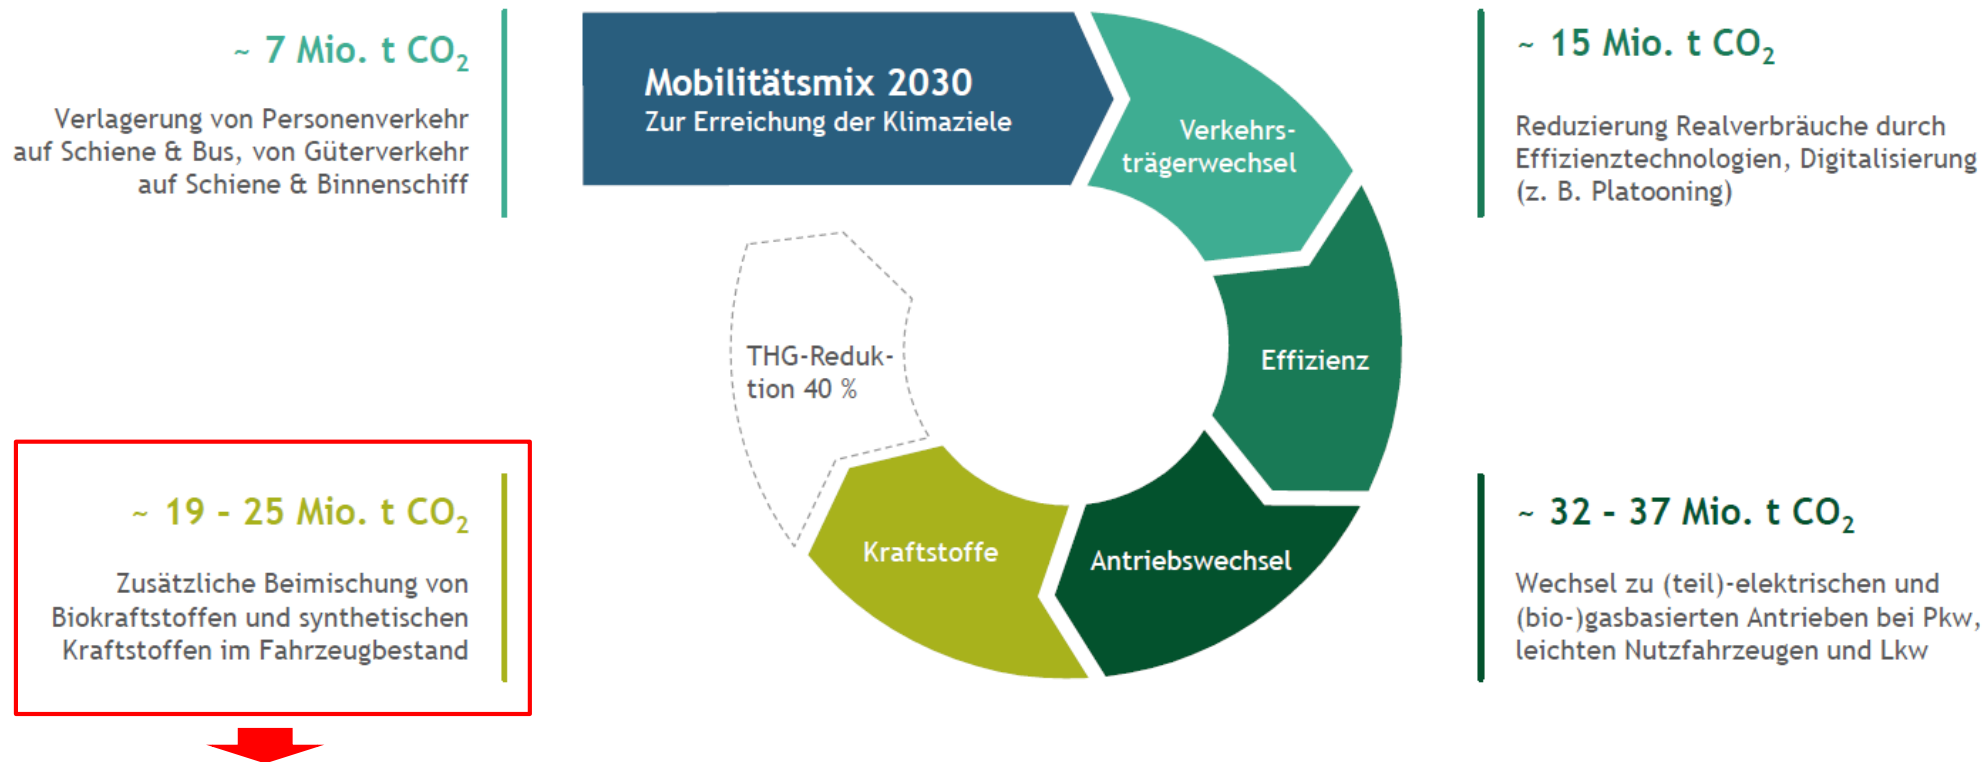 ~ 7 Mio. t CO₂
Verlagerung von Personenverkehr
auf Schiene & Bus, von Güterverkehr
auf Schiene & Binnenschiff
Mobilitätsmix 2030
Zur Erreichung der Klimaziele
Verkehrs-
trägerwechsel
~ 15 Mio. t CO₂
Reduzierung Realverbräuche durch
Effizienztechnologien, Digitalisierung
(z. B. Platooning)
Effizienz
THG-Reduk-
tion 40 %
~ 19 - 25 Mio. t CO₂
Zusätzliche Beimischung von
Biokraftstoffen und synthetischen
Kraftstoffen im Fahrzeugbestand
Kraftstoffe
Antriebswechsel
~ 32 - 37 Mio. t CO₂
Wechsel zu (teil)-elektrischen und
(bio-)gasbasierten Antrieben bei Pkw,
leichten Nutzfahrzeugen und Lkw